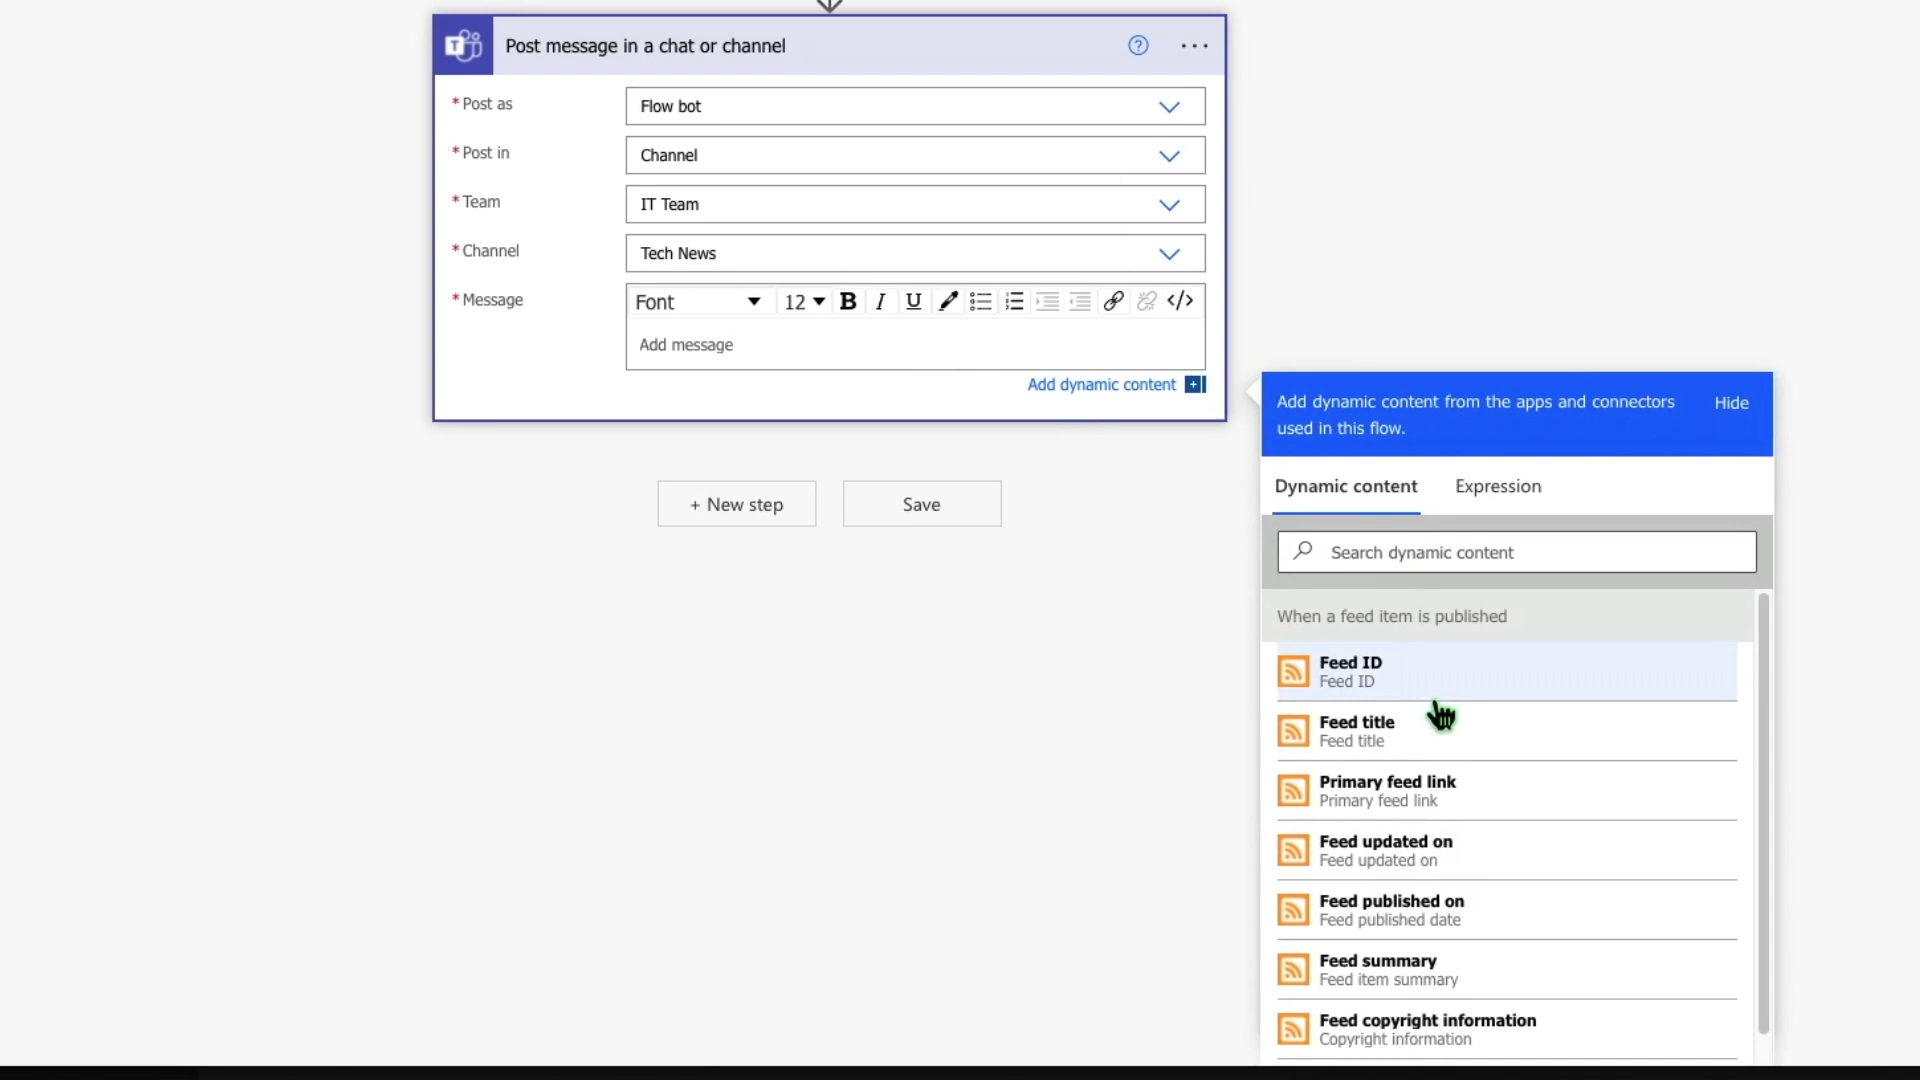 Post message in a chat or channel
* Post as
Flow bot
* Post in
Channel
* Team
IT Team
* Channel
Tech News
* Message
Font
12
B I U </>
Add message
Add dynamic content
Add dynamic content from the apps and connectors
used in this flow.
Hide
Dynamic content
Expression
+ New step
Save
Search dynamic content
When a feed item is published
Feed ID
Feed ID
Feed title
Feed title
Primary feed link
Primary feed link
Feed updated on
Feed updated on
Feed published on
Feed published date
Feed summary
Feed item summary
Feed copyright information
Copyright information